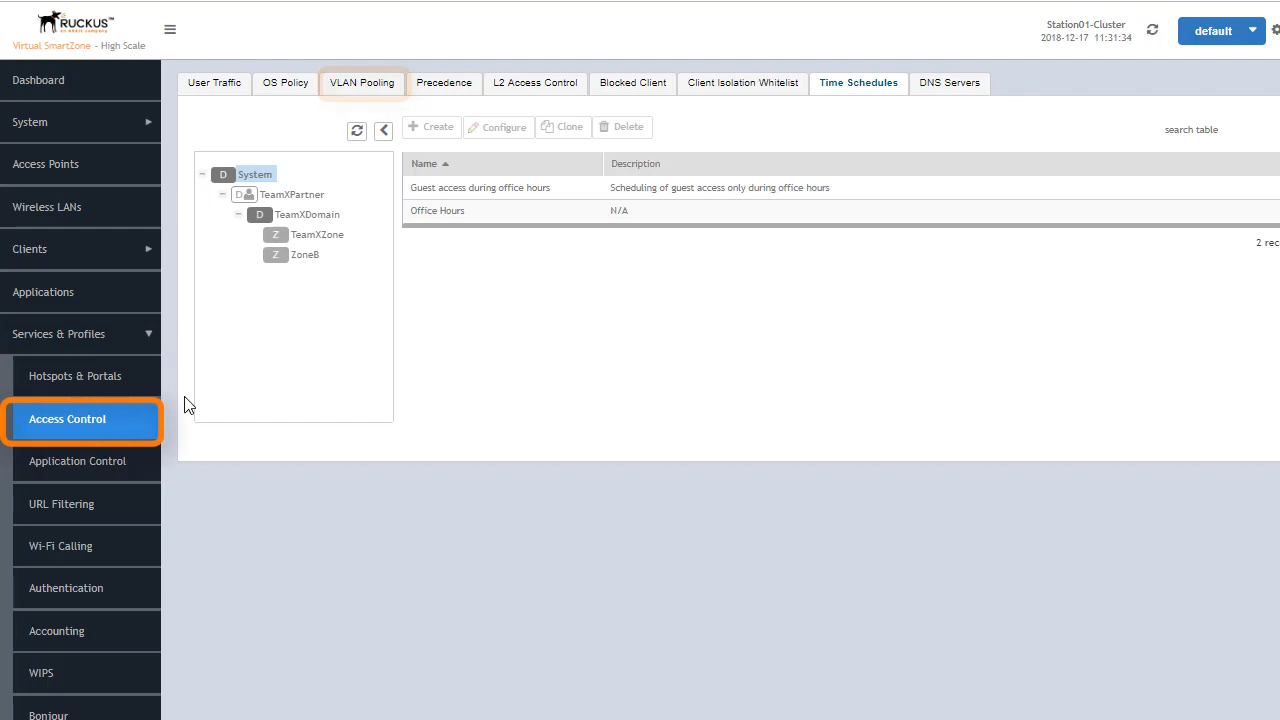 RUCKUS™
Virtual SmartZone - High Scale
Station01-Cluster
2018-12-17 11:31:34
default
Dashboard
System
Access Points
Wireless LANs
Clients
Applications
Services & Profiles
Hotspots & Portals
Access Control
Application Control
URL Filtering
Wi-Fi Calling
Authentication
Accounting
WIPS
Bonjour
User Traffic OS Policy VLAN Pooling Precedence L2 Access Control Blocked Client Client Isolation Whitelist Time Schedules DNS Servers
Create Configure Clone Delete search table
D System
D TeamXPartner
D TeamXDomain
Z TeamXZone
Z ZoneB
Name Description
Guest access during office hours Scheduling of guest access only during office hours
Office Hours N/A
2 rec